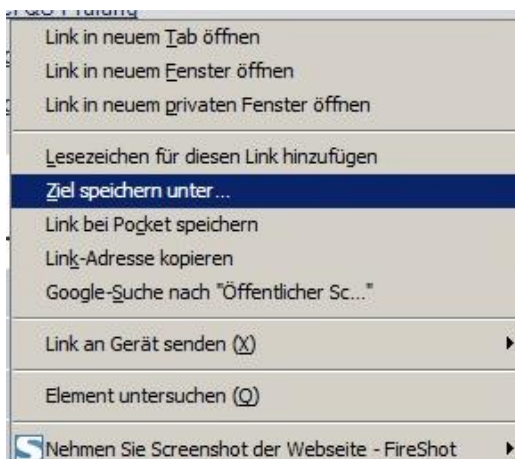 Prüfung
Link in neuem Tab öffnen
Link in neuem Fenster öffnen
Link in neuem privaten Fenster öffnen
Lesezeichen für diesen Link hinzufügen
Ziel speichern unter...
Link bei Pocket speichern
Link-Adresse kopieren
Google-Suche nach "Öffentlicher Sc..."
Link an Gerät senden (X)
Element untersuchen (Q)
Nehmen Sie Screenshot der Webseite - FireShot